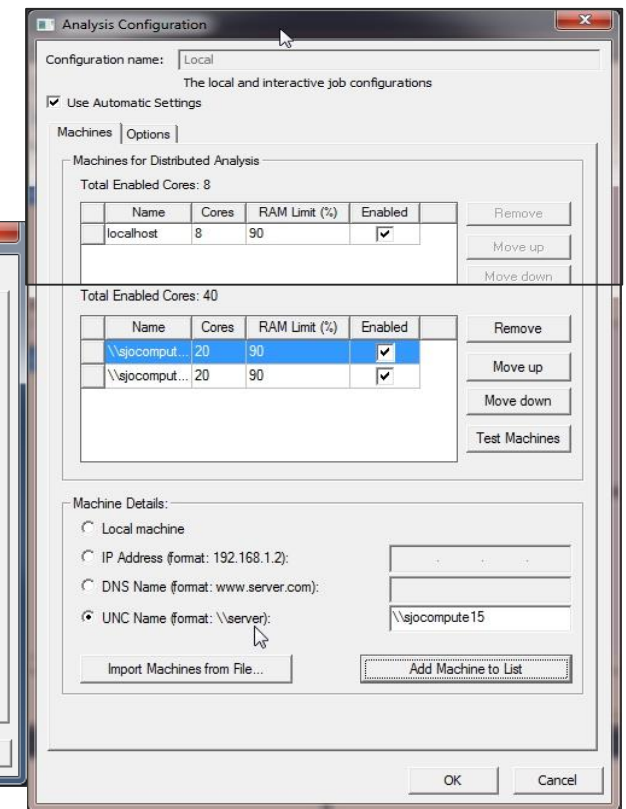 Analysis Configuration
Configuration name: Local
The local and interactive job configurations
Use Automatic Settings
Machines Options
Machines for Distributed Analysis
Total Enabled Cores: 8
Name Cores RAM Limit (%) Enabled
localhost 8 90
Remove
Move up
Move down
Total Enabled Cores: 40
Name Cores RAM Limit (%) Enabled
\\sjocomput... 20 90
\\sjocomput... 20 90
Remove
Move up
Move down
Test Machines
Machine Details:
Local machine
IP Address (format: 192.168.1.2):
DNS Name (format: www.server.com):
UNC Name (format: \\server): \\sjocompute15
Import Machines from File... Add Machine to List
OK Cancel